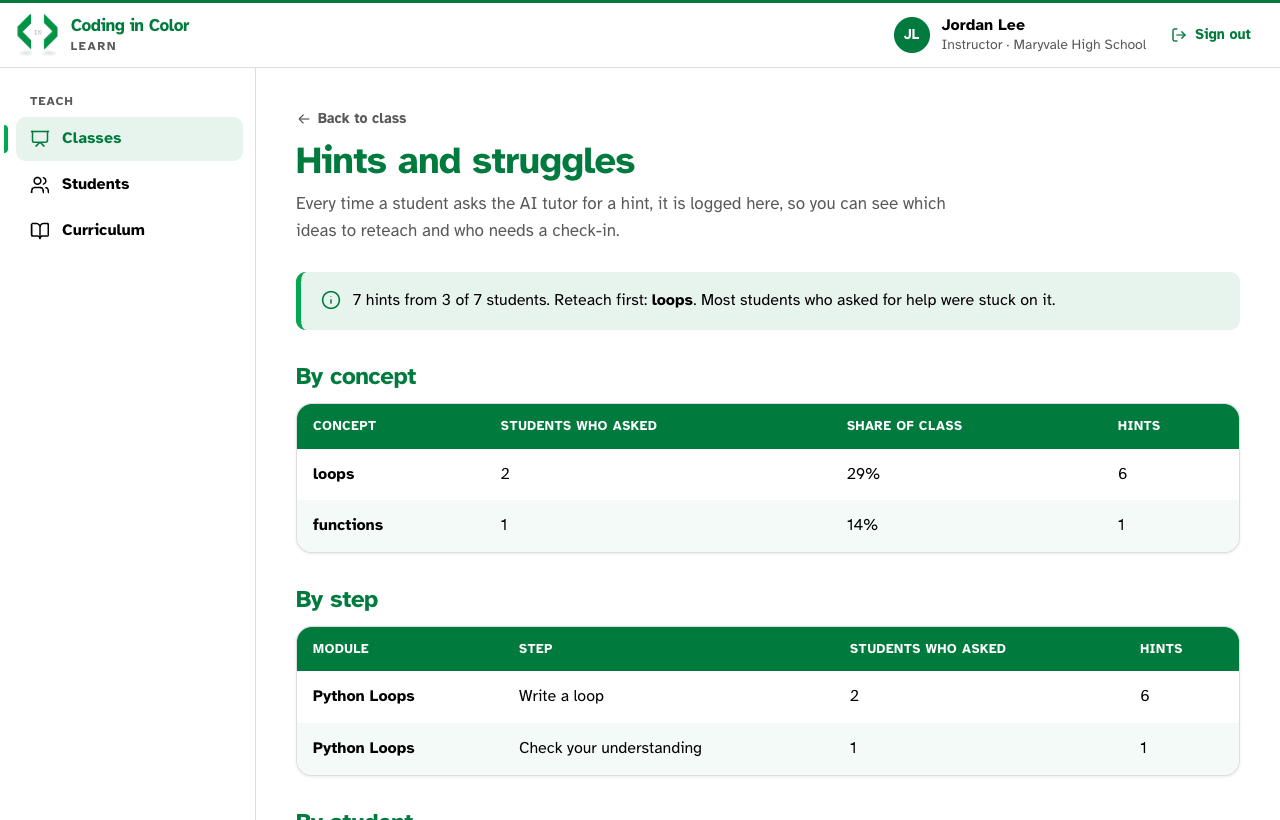 Coding in Color
LEARN
JL
Jordan Lee
Instructor · Maryvale High School
Sign out
TEACH
Classes
Students
Curriculum
Back to class
Hints and struggles
Every time a student asks the AI tutor for a hint, it is logged here, so you can see which
ideas to reteach and who needs a check-in.
7 hints from 3 of 7 students. Reteach first: loops. Most students who asked for help were stuck on it.
By concept
CONCEPT STUDENTS WHO ASKED SHARE OF CLASS HINTS
loops 2 29% 6
functions 1 14% 1
By step
MODULE STEP STUDENTS WHO ASKED HINTS
Python Loops Write a loop 2 6
Python Loops Check your understanding 1 1
By student